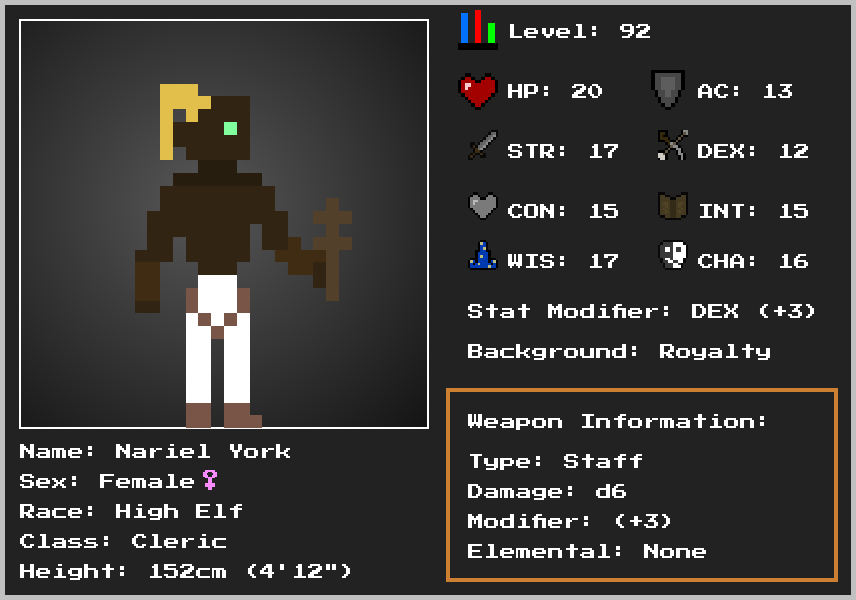 Level: 92
HP: 20
AC: 13
STR: 17
DEX: 12
CON: 15
INT: 15
WIS: 17
CHA: 16
Stat Modifier: DEX (+3)
Background: Royalty
Weapon Information:
Type: Staff
Damage: d6
Modifier: (+3)
Elemental: None
Name: Nariel York
Sex: Female♀
Race: High Elf
Class: Cleric
Height: 152cm (4'12")